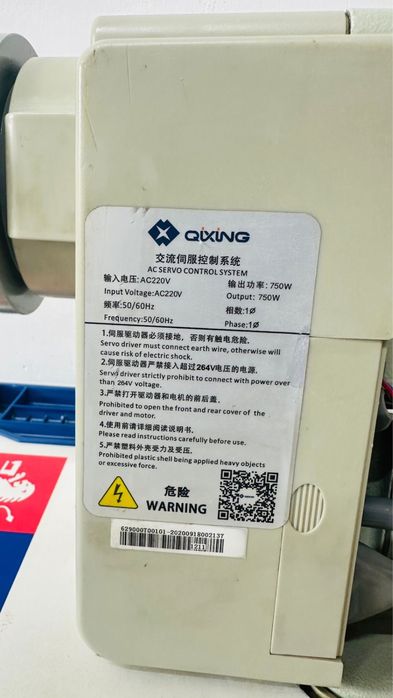 QIXING
交流伺服控制系统
AC SERVO CONTROL SYSTEM
输入电压:AC220V 输出功率: 750W
Input Voltage:AC220V Output: 750W
频率:50/60Hz 相数:1Ø
Frequency:50/60Hz Phase:1Ø
1.伺服驱动器必须接地，否则有触电危险.
Servo driver must connect earth wire, otherwise will
cause risk of electric shock.
2.伺服驱动器严禁接入超过264V电压的电源.
Servo driver strictly prohibit to connect with power over
than 264V voltage.
3.严禁打开驱动器和电机的前后盖.
Prohibited to open the front and rear cover of the
driver and motor.
4.使用前请详细阅读说明书.
Please read instructions carefully before use.
5.严禁塑料外壳受力及受压.
Prohibited plastic shell being applied heavy objects
or excessive force.
危险
WARNING
629000T00101-20200918002137
1211